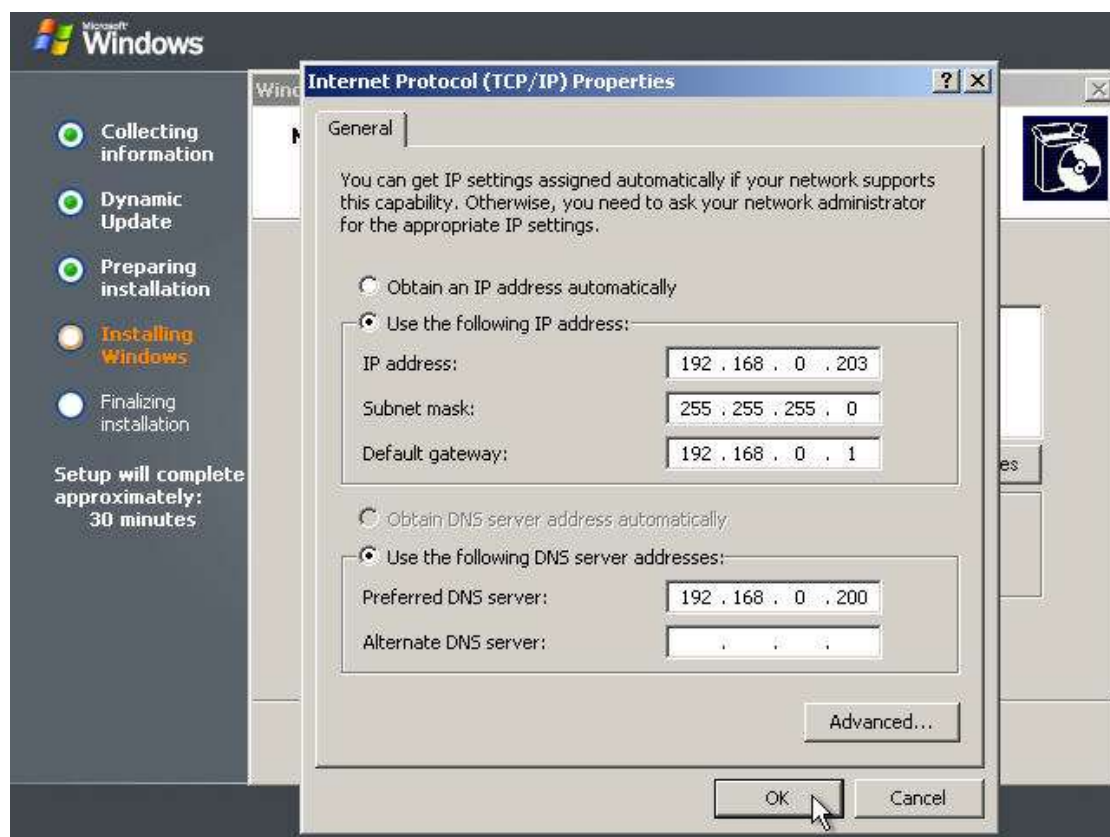 Microsoft
Windows
Collecting
information
Dynamic
Update
Preparing
installation
Installing
Windows
Finalizing
installation
Setup will complete
approximately:
30 minutes
Internet Protocol (TCP/IP) Properties
General
You can get IP settings assigned automatically if your network supports
this capability. Otherwise, you need to ask your network administrator
for the appropriate IP settings.
Obtain an IP address automatically
Use the following IP address:
IP address: 192 . 168 . 0 . 203
Subnet mask: 255 . 255 . 255 . 0
Default gateway: 192 . 168 . 0 . 1
Obtain DNS server address automatically
Use the following DNS server addresses:
Preferred DNS server: 192 . 168 . 0 . 200
Alternate DNS server: . . .
Advanced...
OK Cancel